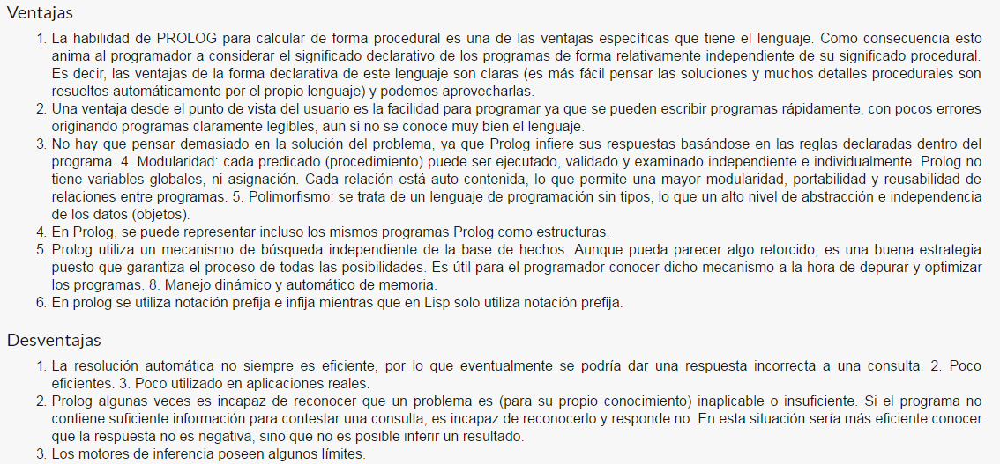 Ventajas
1. La habilidad de PROLOG para calcular de forma procedural es una de las ventajas específicas que tiene el lenguaje. Como consecuencia esto
anima al programador a considerar el significado declarativo de los programas de forma relativamente independiente de su significado procedural.
Es decir, las ventajas de la forma declarativa de este lenguaje son claras (es más fácil pensar las soluciones y muchos detalles procedurales son
resueltos automáticamente por el propio lenguaje) y podemos aprovecharlas.
2. Una ventaja desde el punto de vista del usuario es la facilidad para programar ya que se pueden escribir programas rápidamente, con pocos errores
originando programas claramente legibles, aun si no se conoce muy bien el lenguaje.
3. No hay que pensar demasiado en la solución del problema, ya que Prolog infiere sus respuestas basándose en las reglas declaradas dentro del
programa. 4. Modularidad: cada predicado (procedimiento) puede ser ejecutado, validado y examinado independiente e individualmente. Prolog no
tiene variables globales, ni asignación. Cada relación está auto contenida, lo que permite una mayor modularidad, portabilidad y reusabilidad de
relaciones entre programas. 5. Polimorfismo: se trata de un lenguaje de programación sin tipos, lo que un alto nivel de abstracción e independencia
de los datos (objetos).
4. En Prolog, se puede representar incluso los mismos programas Prolog como estructuras.
5. Prolog utiliza un mecanismo de búsqueda independiente de la base de hechos. Aunque pueda parecer algo retorcido, es una buena estrategia
puesto que garantiza el proceso de todas las posibilidades. Es útil para el programador conocer dicho mecanismo a la hora de depurar y optimizar
los programas. 8. Manejo dinámico y automático de memoria.
6. En prolog se utiliza notación prefija e infija mientras que en Lisp solo utiliza notación prefija.
Desventajas
1. La resolución automática no siempre es eficiente, por lo que eventualmente se podría dar una respuesta incorrecta a una consulta. 2. Poco
eficientes. 3. Poco utilizado en aplicaciones reales.
2. Prolog algunas veces es incapaz de reconocer que un problema es (para su propio conocimiento) inaplicable o insuficiente. Si el programa no
contiene suficiente información para contestar una consulta, es incapaz de reconocerlo y responde no. En esta situación sería más eficiente conocer
que la respuesta no es negativa, sino que no es posible inferir un resultado.
3. Los motores de inferencia poseen algunos límites.